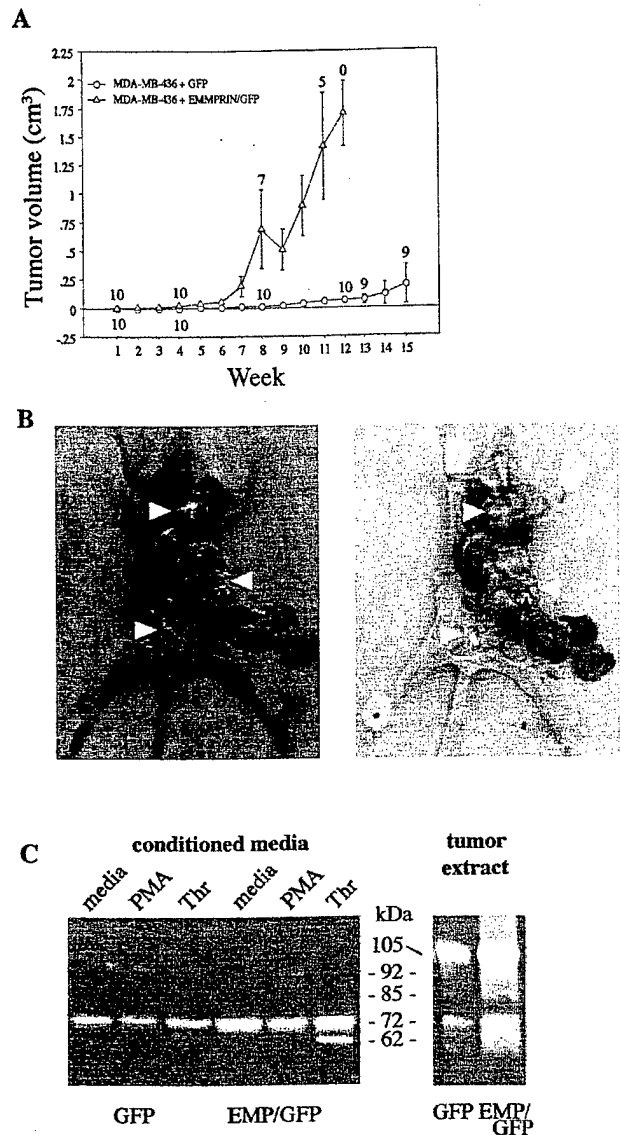 A
Tumor volume (cm³)
2.25
2
1.75
1.5
1.25
1
.75
.5
.25
0
-.25
MDA-MB-436 + GFP
MDA-MB-436 + EMMPRIN/GFP
5 0
7
10 10 10 10 9 9
10 10
1 2 3 4 5 6 7 8 9 10 11 12 13 14 15
Week
B
C
conditioned media
media PMA Thr media PMA Thr
GFP EMP/GFP
kDa
105
- 92 -
- 85 -
- 72 -
- 62 -
tumor
extract
GFP EMP/
GFP